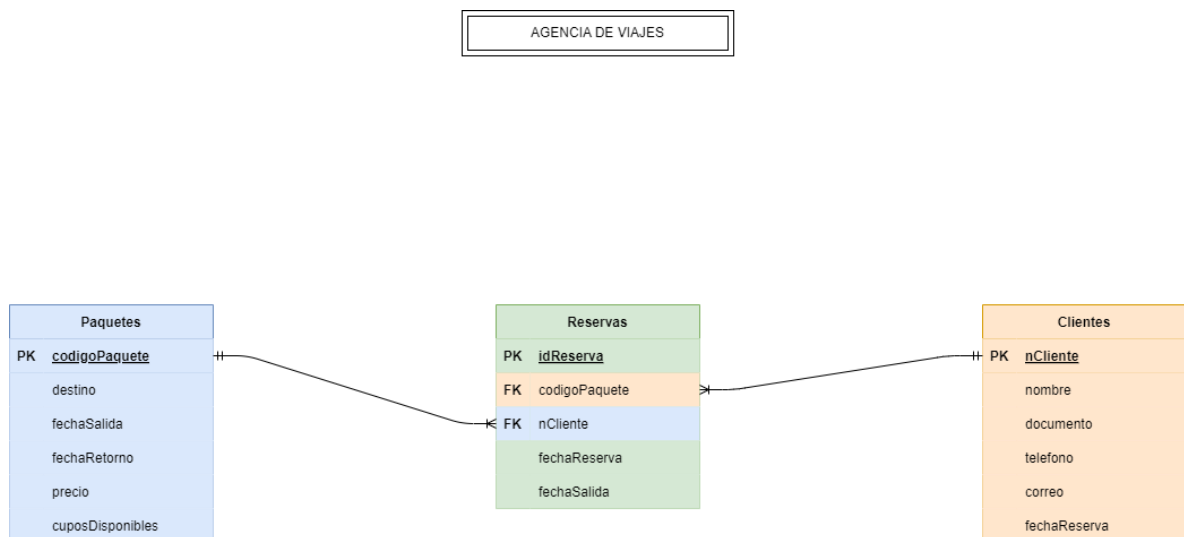 AGENCIA DE VIAJES
Paquetes
PK codigoPaquete
destino
fechaSalida
fechaRetorno
precio
cuposDisponibles
Reservas
PK idReserva
FK codigoPaquete
FK nCliente
fechaReserva
fechaSalida
Clientes
PK nCliente
nombre
documento
telefono
correo
fechaReserva